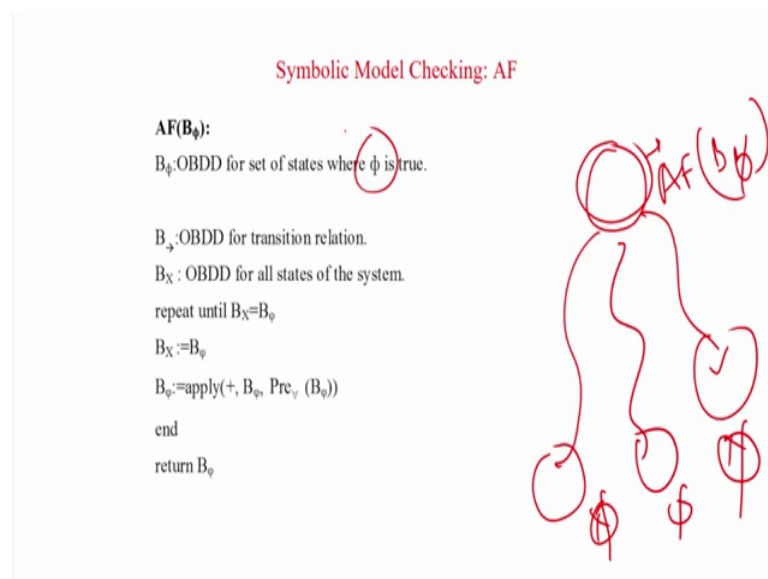 Symbolic Model Checking: AF
AF(Bϕ):
Bϕ:OBDD for set of states where ϕ is true.
B→:OBDD for transition relation.
BX : OBDD for all states of the system.
repeat until BX=Bφ
BX :=Bφ
Bφ:=apply(+, Bφ, Pre∀ (Bφ))
end
return Bφ
AF(Bϕ)
ϕ ϕ ϕ